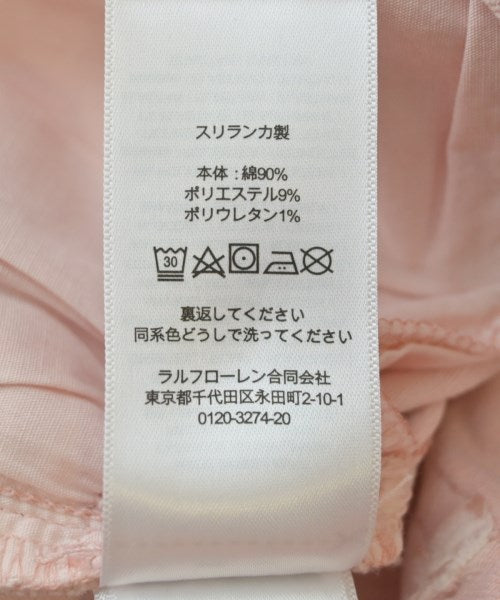 スリランカ製
本体：綿90%
ポリエステル9%
ポリウレタン1%
30
裏返してください
同系色どうしで洗ってください
ラルフローレン合同会社
東京都千代田区永田町2-10-1
0120-3274-20